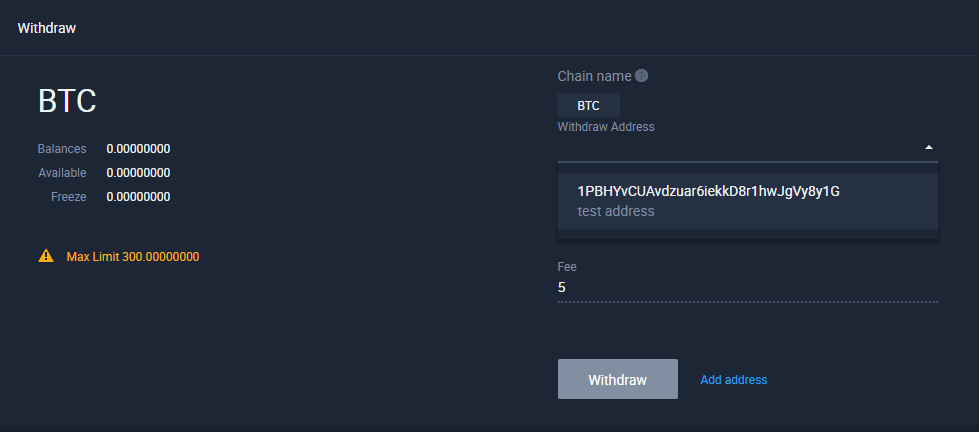 Withdraw
BTC
Balances 0.00000000
Available 0.00000000
Freeze 0.00000000
Max Limit 300.00000000
Chain name ?
BTC
Withdraw Address
1PBHYvCUAvdzuar6iekkD8r1hwJgVy8y1G
test address
Fee
5
Withdraw
Add address